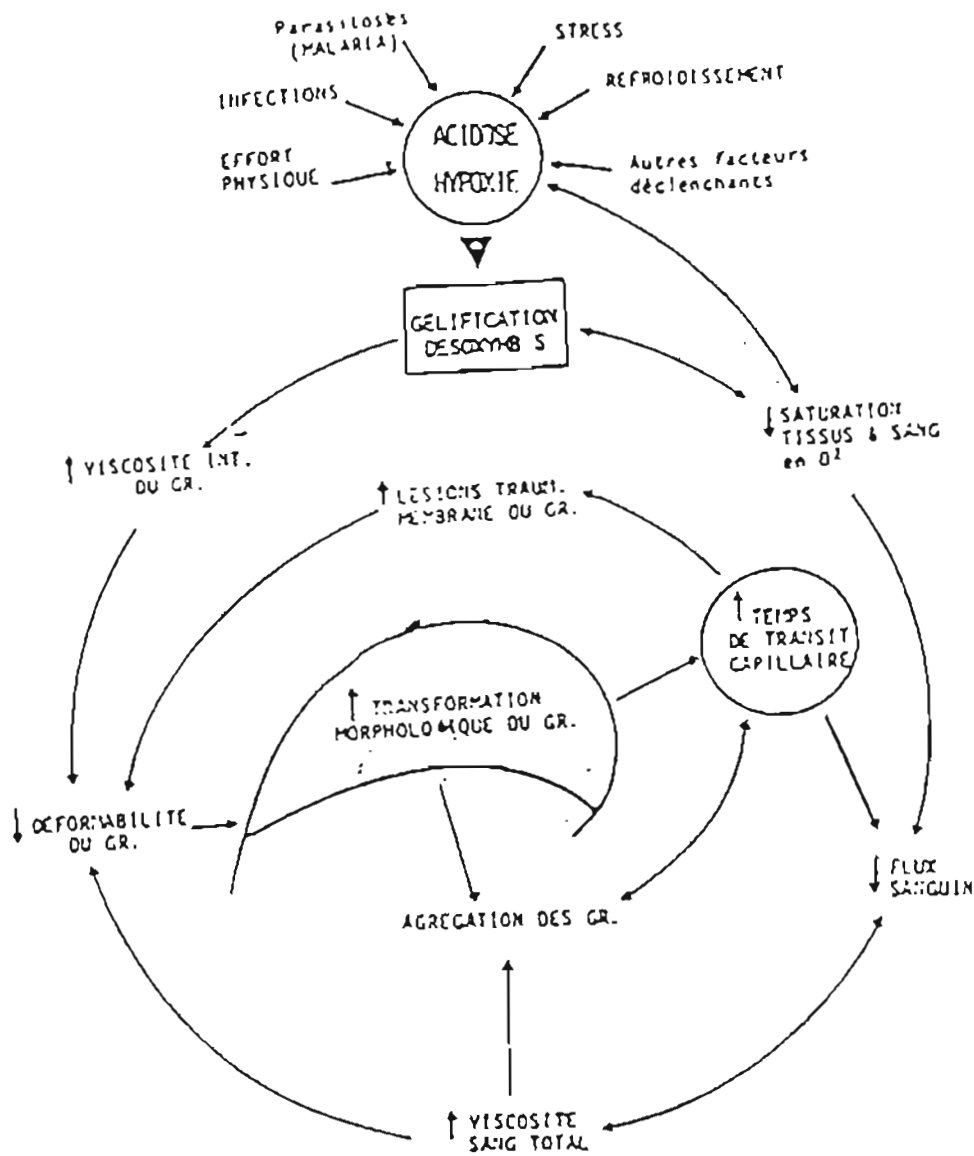 Parasitoses
(MALARIA)
STRESS
INFECTIONS
REFROIDISSEMENT
ACIDOSE
HYPOXIE
EFFORT
PHYSIQUE
Autres facteurs
déclenchants
GELIFICATION
DESOXYHB S
↓ SATURATION
TISSUS & SANG
en O²
↑ VISCOSITE INT.
DU GR.
↑ LESIONS TRAUM.
MEMBRANE DU GR.
↑ TEMPS
DE TRANSIT
CAPILLAIRE
↑ TRANSFORMATION
MORPHOLOGIQUE DU GR.
↓ DEFORMABILITE
DU GR.
↓ FLUX
SANGUIN
AGREGATION DES GR.
↑ VISCOSITE
SANG TOTAL